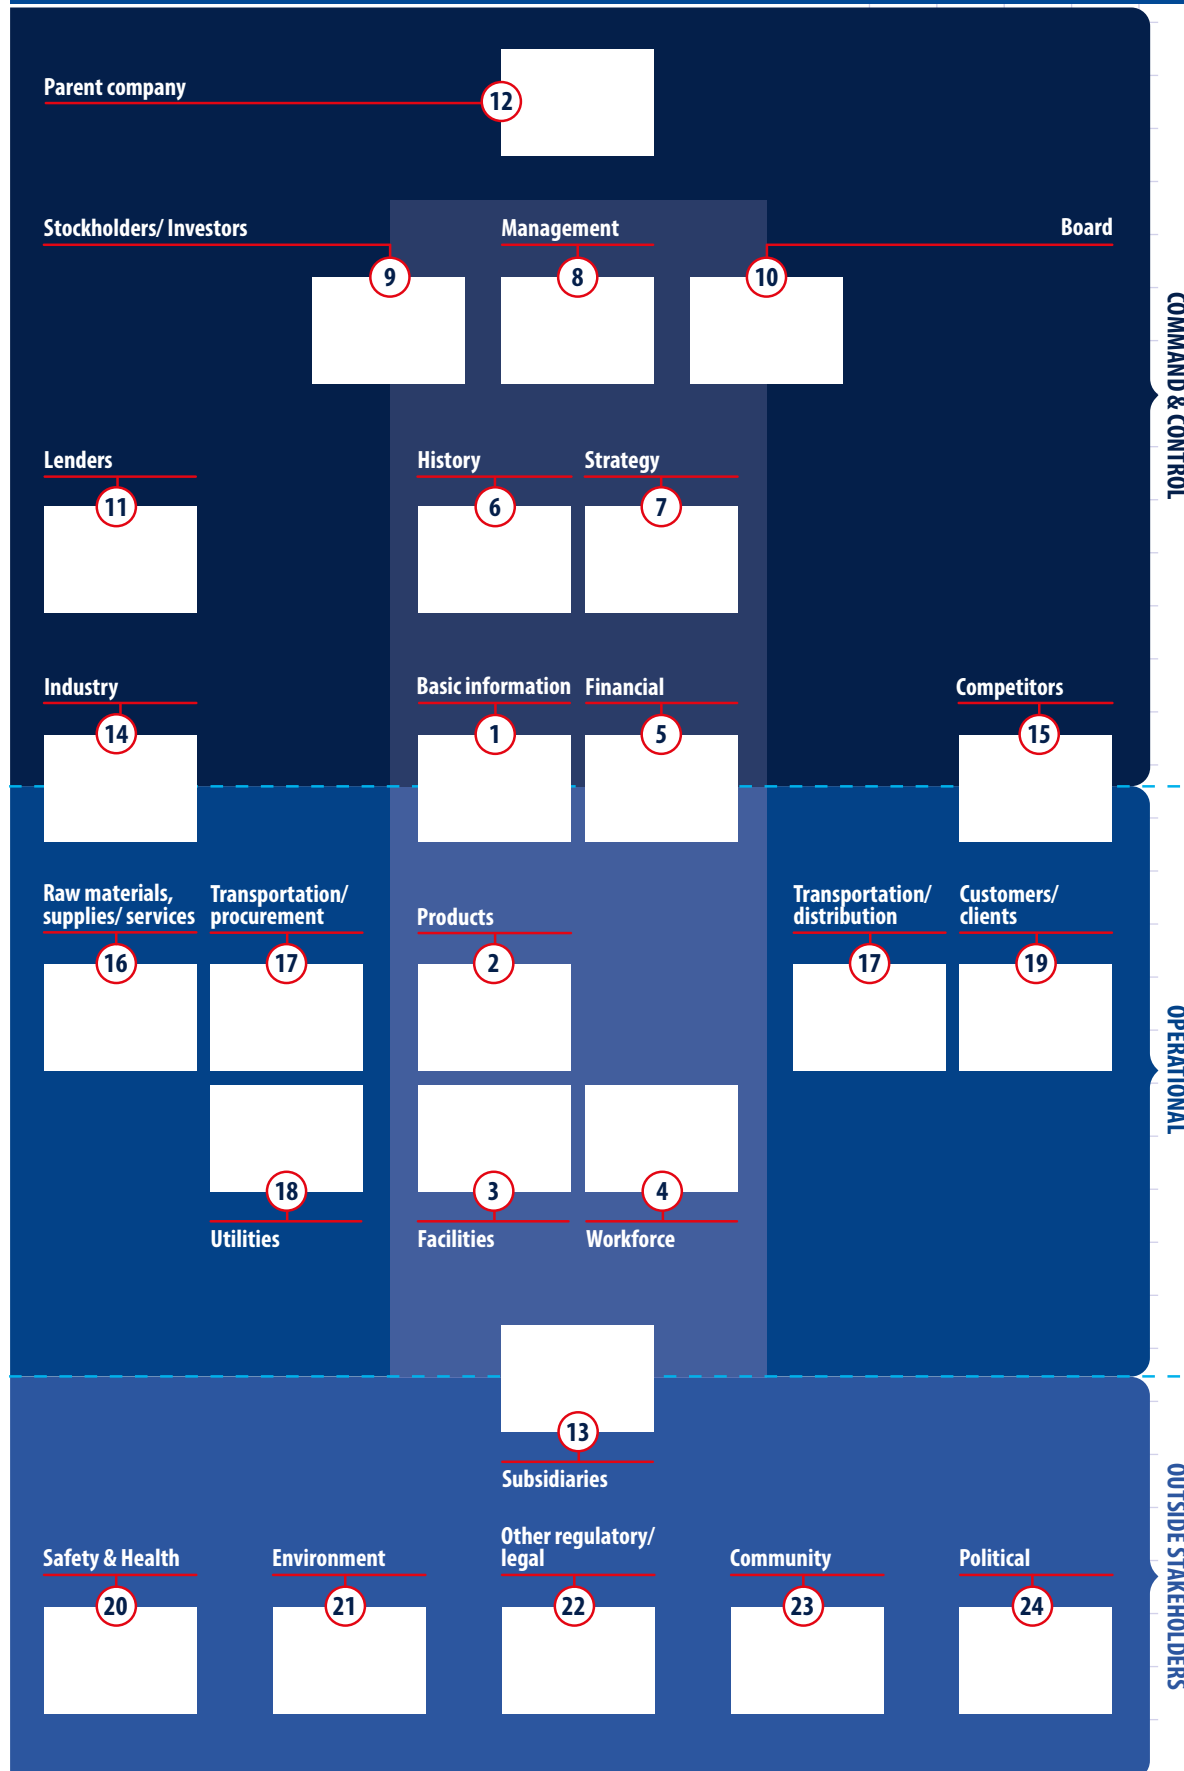 Parent company
12
Stockholders/ Investors
Management
Board
9
8
10
COMMAND & CONTROL
Lenders
History
Strategy
11
6
7
Industry
Basic information
Financial
Competitors
14
1
5
15
Raw materials,
supplies/ services
Transportation/
procurement
Products
Transportation/
distribution
Customers/
clients
16
17
2
17
19
OPERATIONAL
18
3
4
Utilities
Facilities
Workforce
13
Subsidiaries
OUTSIDE STAKEHOLDERS
Safety & Health
Environment
Other regulatory/
legal
Community
Political
20
21
22
23
24